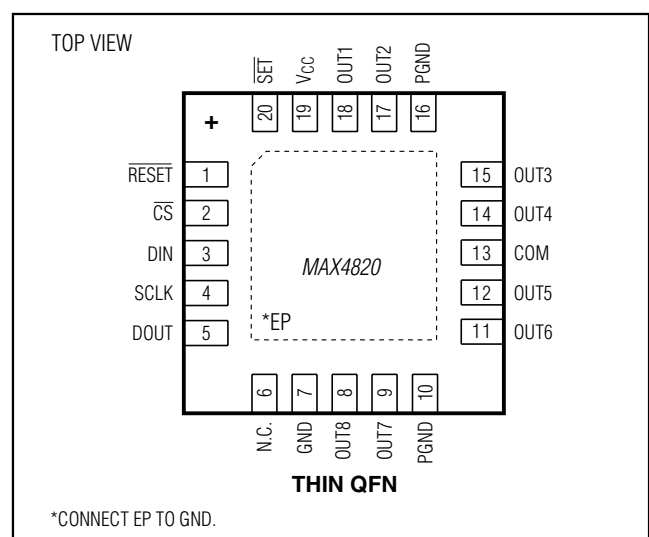 TOP VIEW
SET VCC OUT1 OUT2 PGND
20 19 18 17 16
+
RESET 1
CS 2
DIN 3
SCLK 4
DOUT 5
15 OUT3
14 OUT4
13 COM
12 OUT5
11 OUT6
MAX4820
*EP
6 7 8 9 10
N.C. GND OUT8 OUT7 PGND
THIN QFN
*CONNECT EP TO GND.